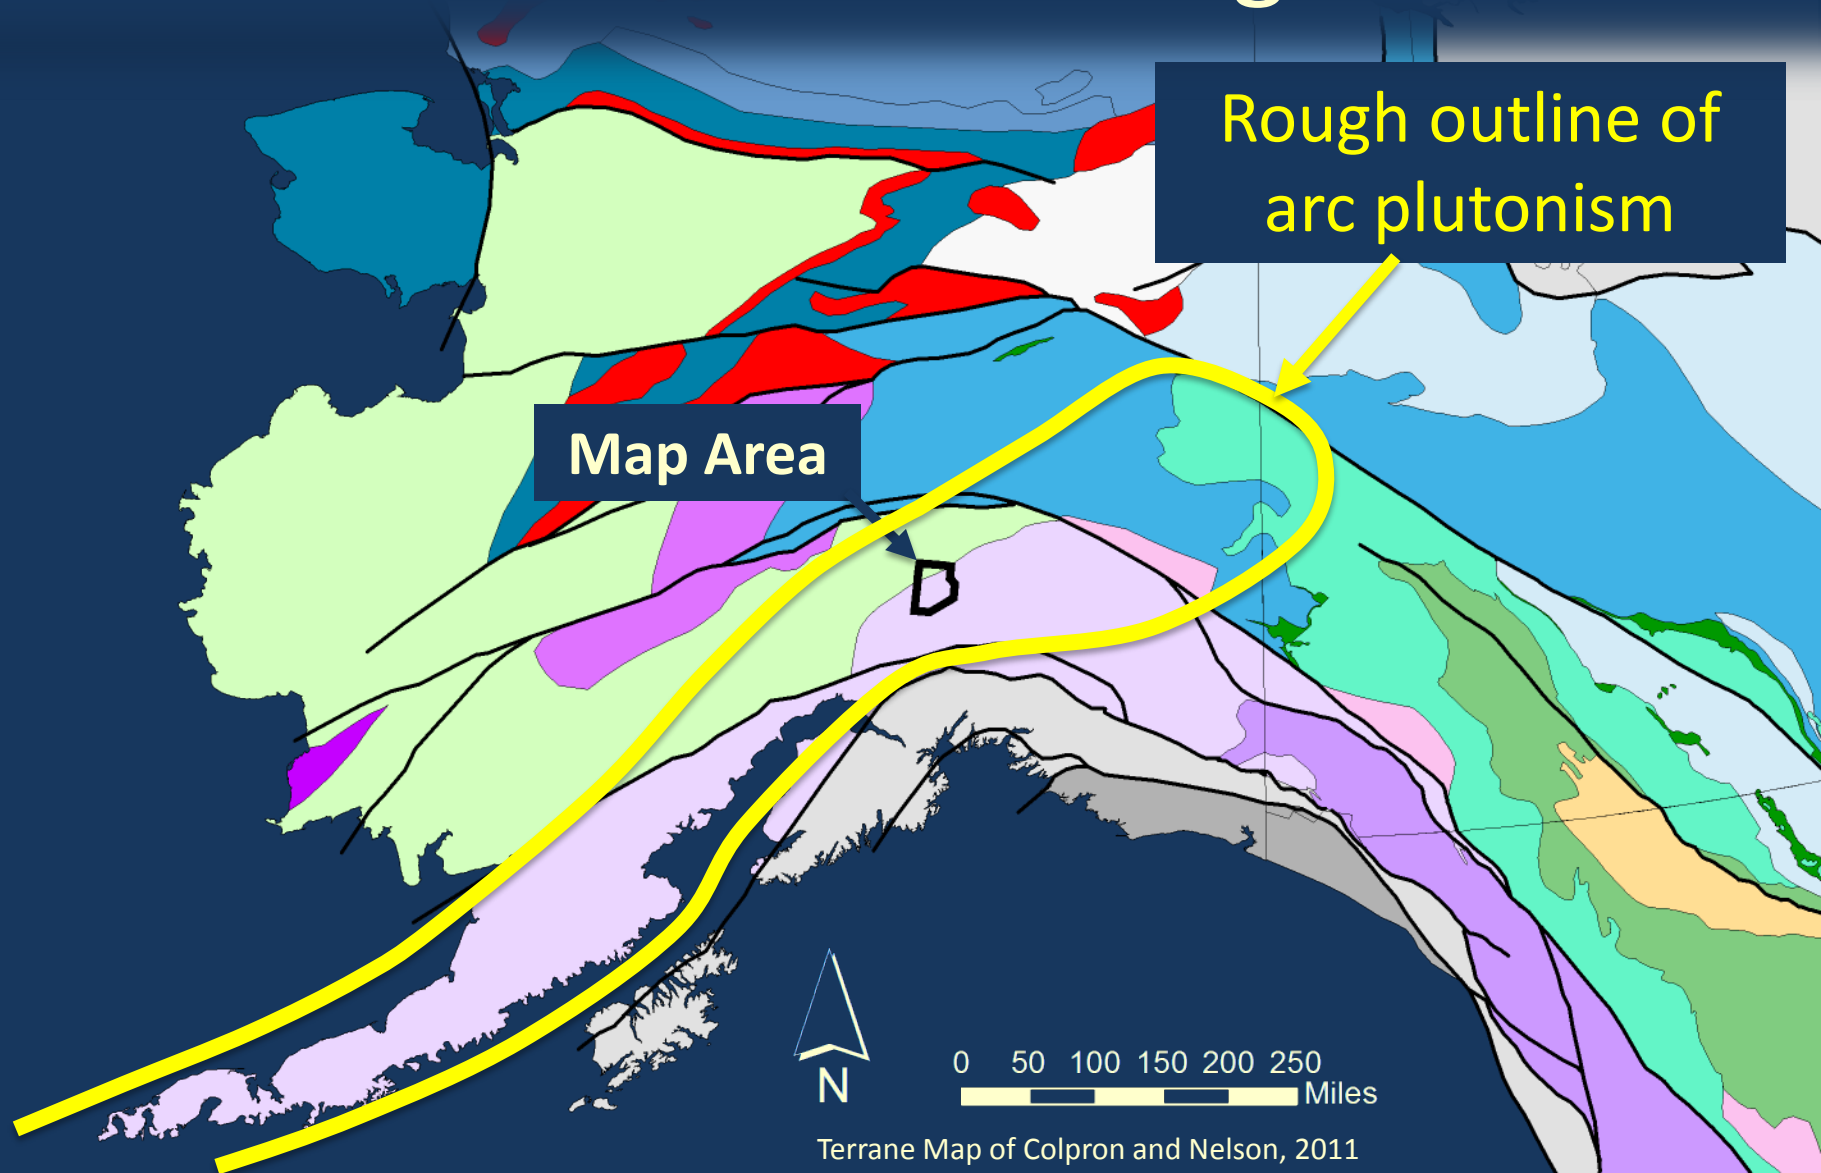 Rough outline of
arc plutonism
Map Area
N
0 50 100 150 200 250
Miles
Terrane Map of Colpron and Nelson, 2011